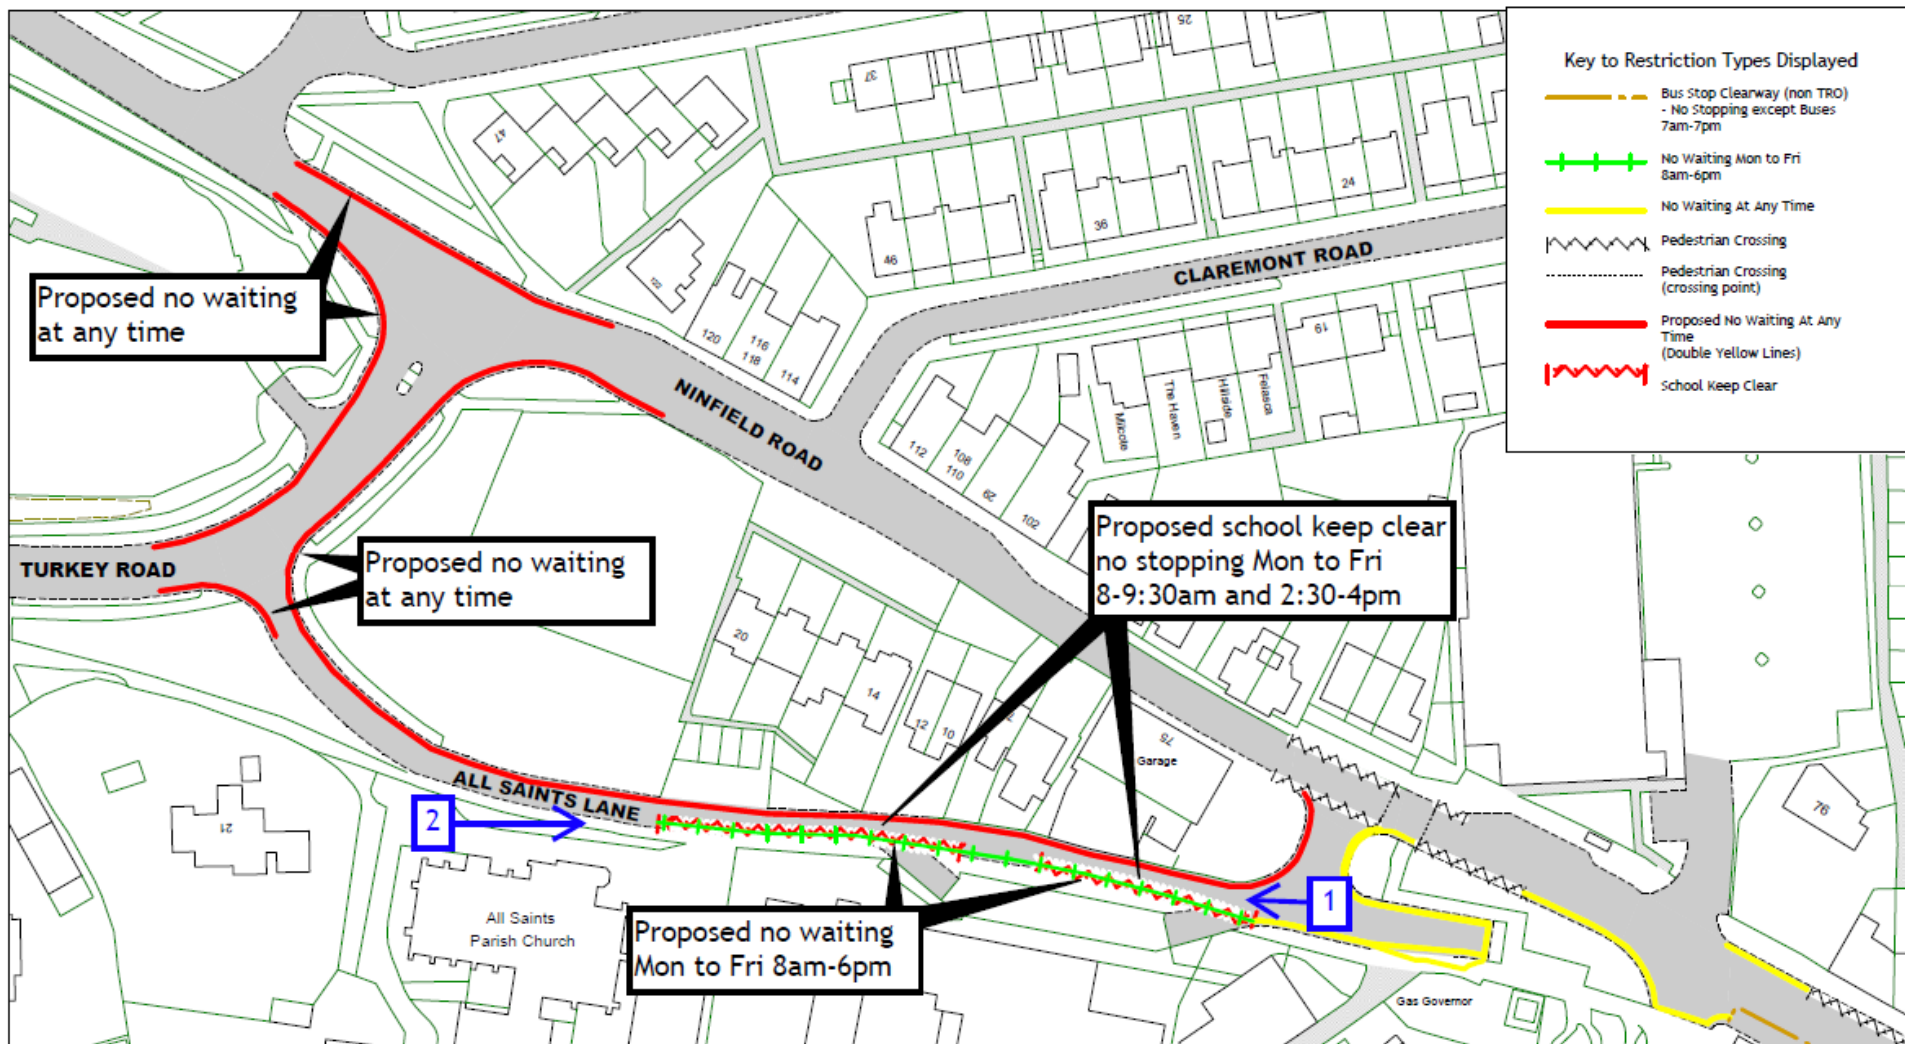 25
37
47
24
36
46
122
120
116
118
114
CLAREMONT ROAD
19
Key to Restriction Types Displayed
Bus Stop Clearway (non TRO)
- No Stopping except Buses
7am-7pm
No Waiting Mon to Fri
8am-6pm
No Waiting At Any Time
Pedestrian Crossing
Pedestrian Crossing
(crossing point)
Proposed No Waiting At Any
Time
(Double Yellow Lines)
School Keep Clear
Proposed no waiting
at any time
NINFIELD ROAD
The Haven
Hillside
112
108
110
102
TURKEY ROAD
Proposed no waiting
at any time
Proposed school keep clear
no stopping Mon to Fri
8-9:30am and 2:30-4pm
20
14
12
10
75
Garage
76
21
ALL SAINTS LANE
2
1
All Saints
Parish Church
Proposed no waiting
Mon to Fri 8am-6pm
Gas Governor